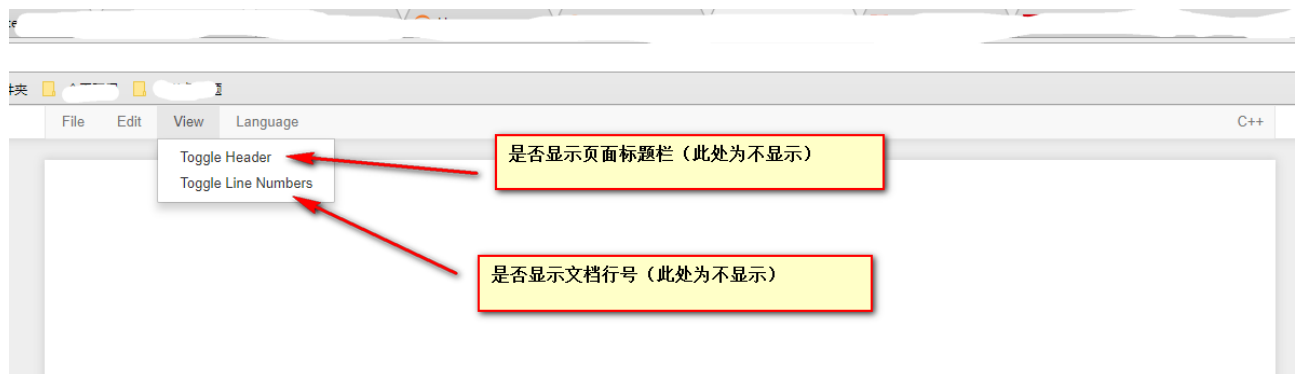 件夹
File Edit View Language C++
Toggle Header
是否显示页面标题栏（此处为不显示）
Toggle Line Numbers
是否显示文档行号（此处为不显示）